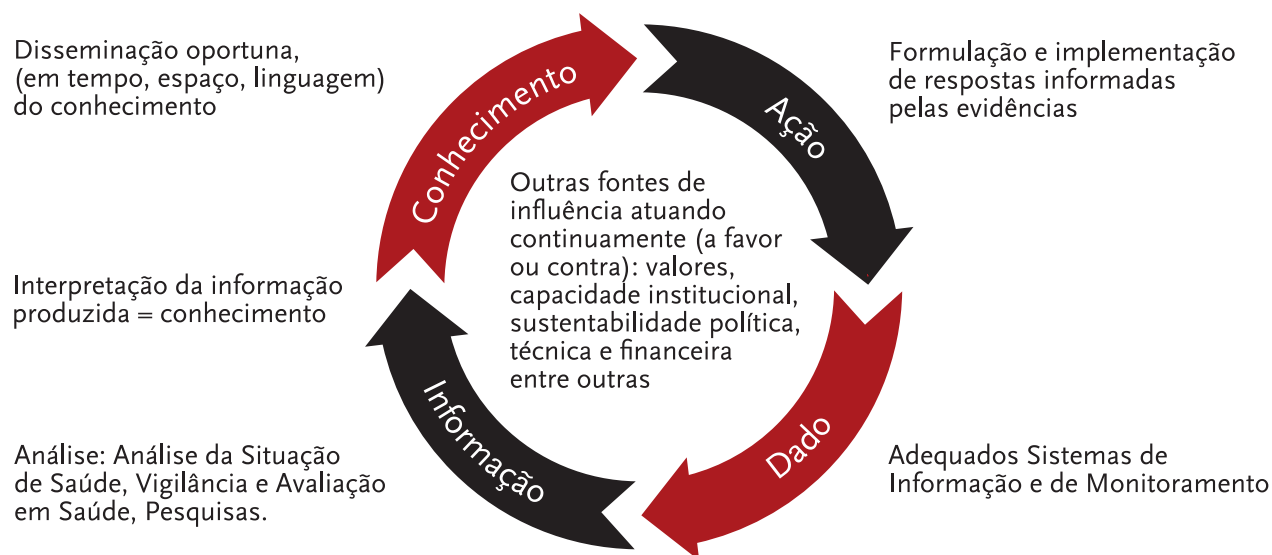 Disseminação oportuna,
(em tempo, espaço, linguagem)
do conhecimento
Conhecimento
Ação
Formulação e implementação
de respostas informadas
pelas evidências
Outras fontes de
influência atuando
continuamente (a favor
ou contra): valores,
capacidade institucional,
sustentabilidade política,
técnica e financeira
entre outras
Interpretação da informação
produzida = conhecimento
Informação
Dado
Análise: Análise da Situação
de Saúde, Vigilância e Avaliação
em Saúde, Pesquisas.
Adequados Sistemas de
Informação e de Monitoramento